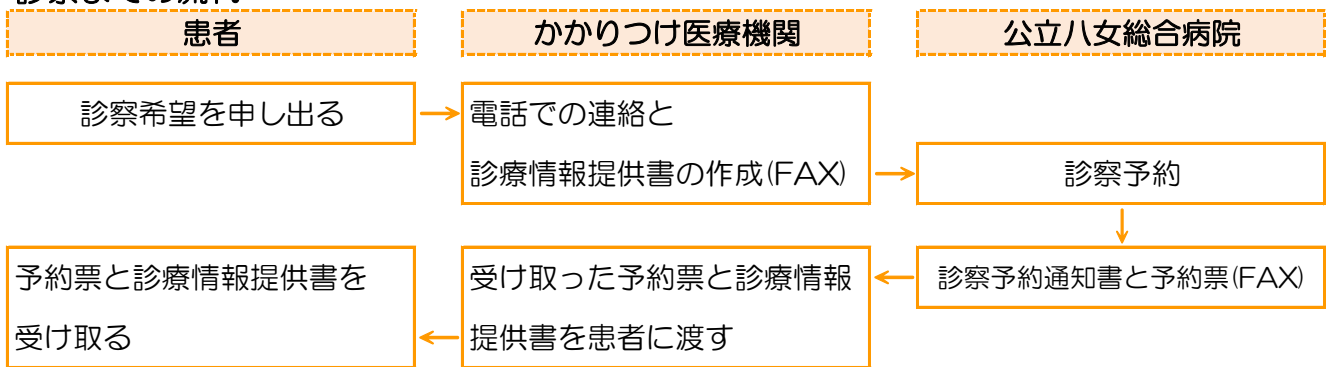 患者
かかりつけ医療機関
公立八女総合病院
診察希望を申し出る
電話での連絡と
診療情報提供書の作成(FAX)
診察予約
診察予約通知書と予約票(FAX)
受け取った予約票と診療情報
提供書を患者に渡す
予約票と診療情報提供書を
受け取る